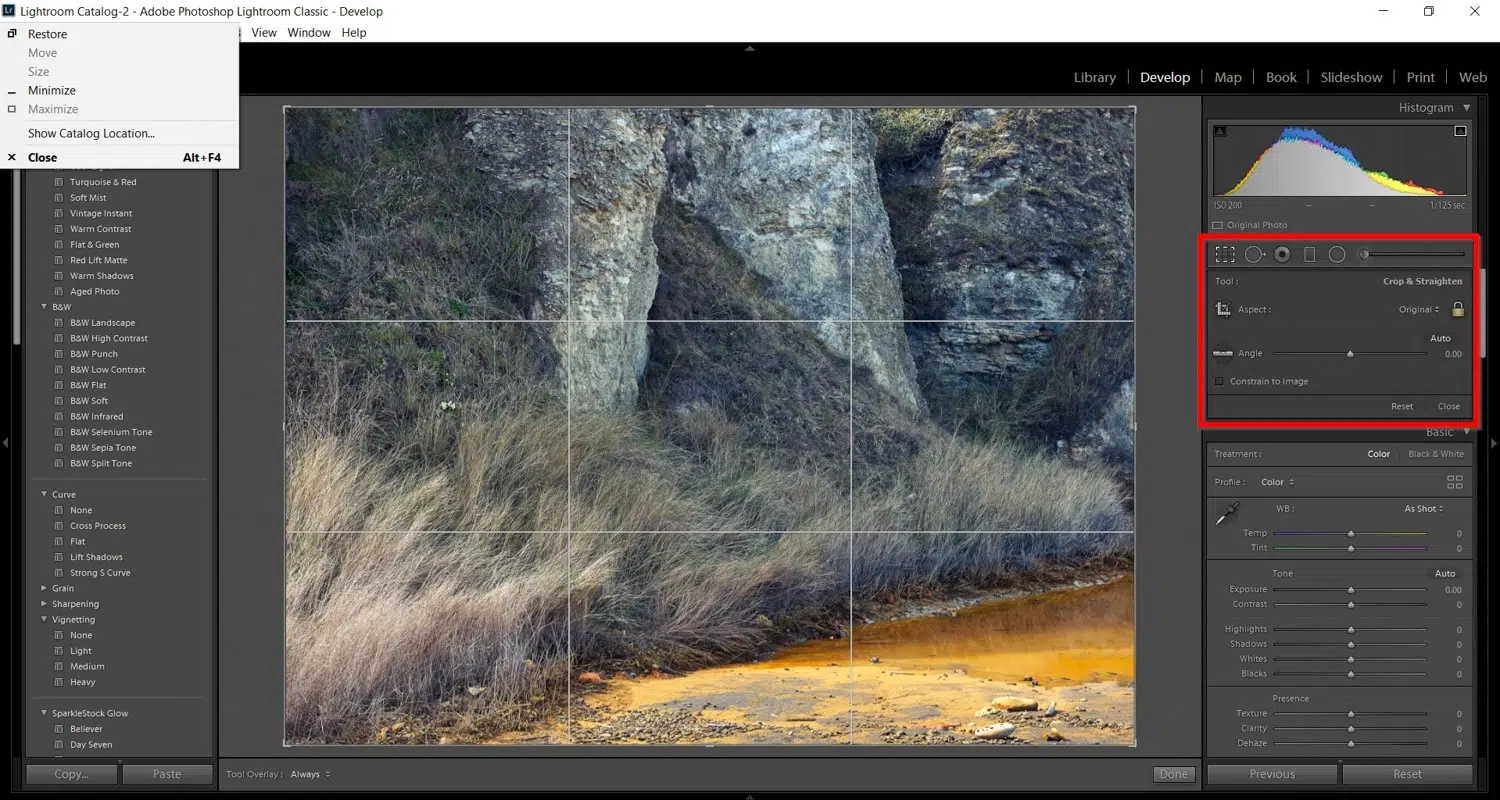 Lr Lightroom Catalog-2 - Adobe Photoshop Lightroom Classic - Develop
View Window Help
Restore
Move
Size
Minimize
Maximize
Show Catalog Location...
Close Alt+F4
Library Develop Map Book Slideshow Print Web
Turquoise & Red
Soft Mist
Vintage Instant
Warm Contrast
Flat & Green
Red Lift Matte
Warm Shadows
Aged Photo
B&W
B&W Landscape
B&W High Contrast
B&W Punch
B&W Low Contrast
B&W Flat
B&W Soft
B&W Infrared
B&W Selenium Tone
B&W Sepia Tone
B&W Split Tone
Curve
None
Cross Process
Flat
Lift Shadows
Strong S Curve
Grain
Sharpening
Vignetting
None
Light
Medium
Heavy
SparkleStock Glow
Believer
Day Seven
Copy... Paste
Tool Overlay : Always
Done
Histogram
ISO 200 1/125 sec
Original Photo
Tool : Crop & Straighten
Aspect : Original
Auto
Angle 0.00
Constrain to Image
Reset Close
Basic
Treatment : Color Black & White
Profile : Color
WB : As Shot
Temp 0
Tint 0
Tone Auto
Exposure 0.00
Contrast 0
Highlights 0
Shadows 0
Whites 0
Blacks 0
Presence
Texture 0
Clarity 0
Dehaze 0
Previous Reset